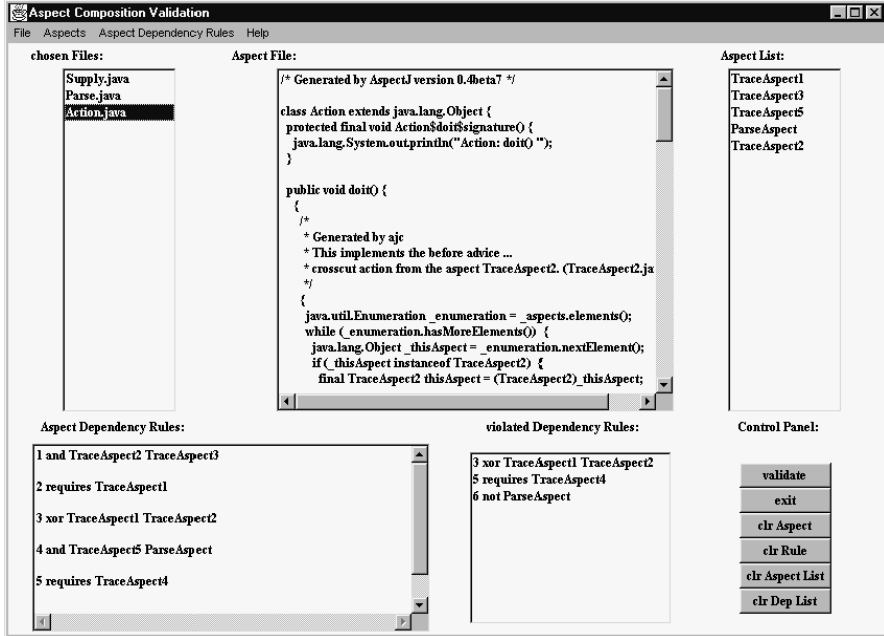 Aspect Composition Validation
File Aspects Aspect Dependency Rules Help
chosen Files:
Supply.java
Parse.java
Action.java
Aspect File:
/* Generated by AspectJ version 0.4beta7 */
class Action extends java.lang.Object {
protected final void Action$doit$signature() {
java.lang.System.out.println("Action: doit() '");
}
public void doit() {
{
/*
* Generated by ajc
* This implements the before advice ...
* crosscut action from the aspect TraceAspect2. (TraceAspect2.ja
*/
{
java.util.Enumeration _enumeration = _aspects.elements();
while (_enumeration.hasMoreElements()) {
java.lang.Object _thisAspect = _enumeration.nextElement();
if (_thisAspect instanceof TraceAspect2) {
final TraceAspect2 thisAspect = (TraceAspect2)_thisAspect;
Aspect List:
TraceAspect1
TraceAspect3
TraceAspect5
ParseAspect
TraceAspect2
Aspect Dependency Rules:
1 and TraceAspect2 TraceAspect3
2 requires TraceAspect1
3 xor TraceAspect1 TraceAspect2
4 and TraceAspect5 ParseAspect
5 requires TraceAspect4
violated Dependency Rules:
3 xor TraceAspect1 TraceAspect2
5 requires TraceAspect4
6 not ParseAspect
Control Panel:
validate
exit
clr Aspect
clr Rule
clr Aspect List
clr Dep List